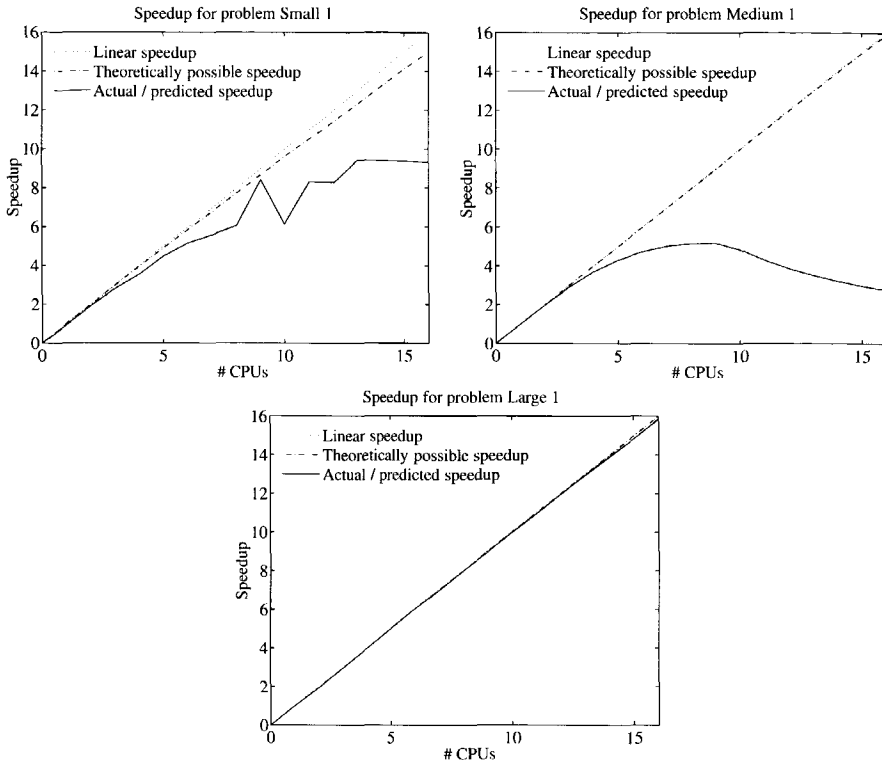 Speedup for problem Small 1
16
14
12
10
8
6
4
2
0
Speedup
Linear speedup
Theoretically possible speedup
Actual / predicted speedup
0
5
10
15
# CPUs
Speedup for problem Medium 1
16
14
12
10
8
6
4
2
0
Speedup
Linear speedup
Theoretically possible speedup
Actual / predicted speedup
0
5
10
15
# CPUs
Speedup for problem Large 1
16
14
12
10
8
6
4
2
0
Speedup
Linear speedup
Theoretically possible speedup
Actual / predicted speedup
0
5
10
15
# CPUs